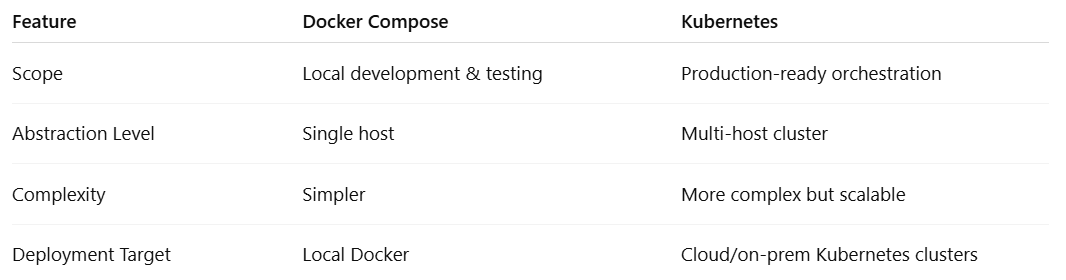 Feature Docker Compose Kubernetes
Scope Local development & testing Production-ready orchestration
Abstraction Level Single host Multi-host cluster
Complexity Simpler More complex but scalable
Deployment Target Local Docker Cloud/on-prem Kubernetes clusters